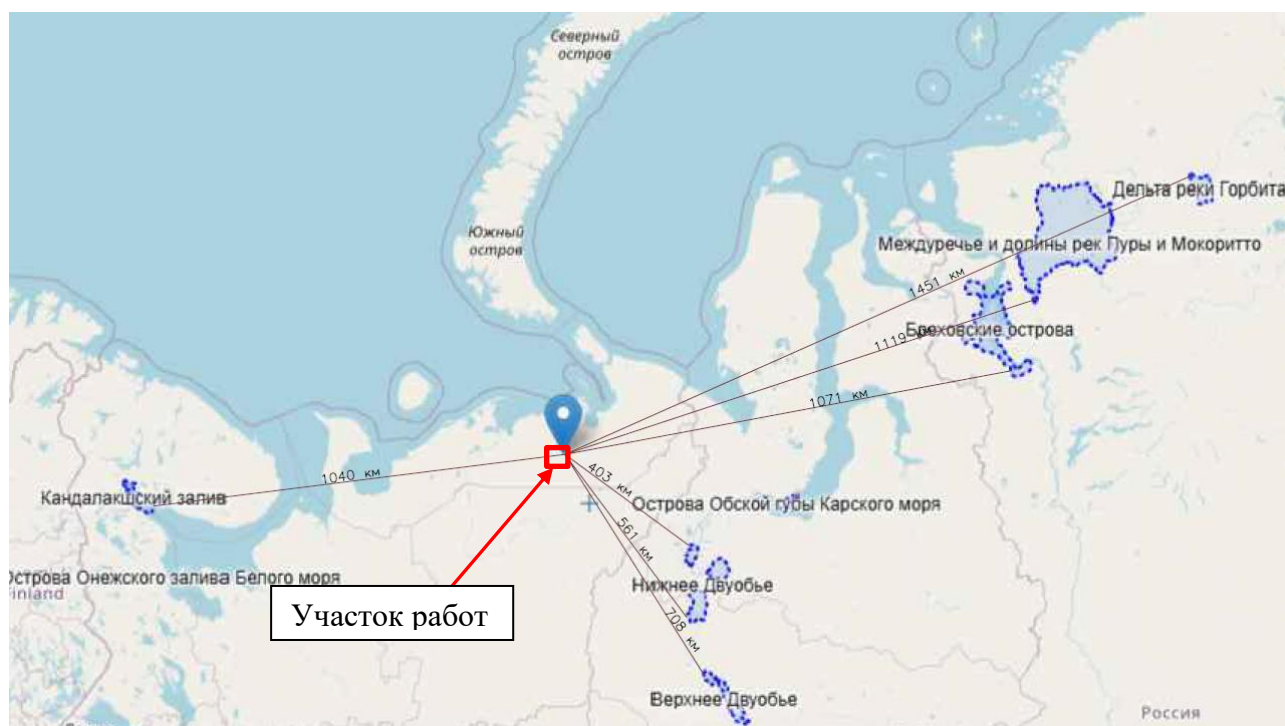 Северный
остров
Южный
остров
Дельта реки Горбита
Междуречье и долины рек Пуры и Мокоритто
1451 км
Бреховские острова
1119 км
1071 км
1040 км
Кандалакшский залив
403 км
Острова Обской губы Карского моря
561 км
Острова Онежского залива Белого моря
Finland
Нижнее Двуобье
Участок работ
708 км
Верхнее Двуобье
Россия